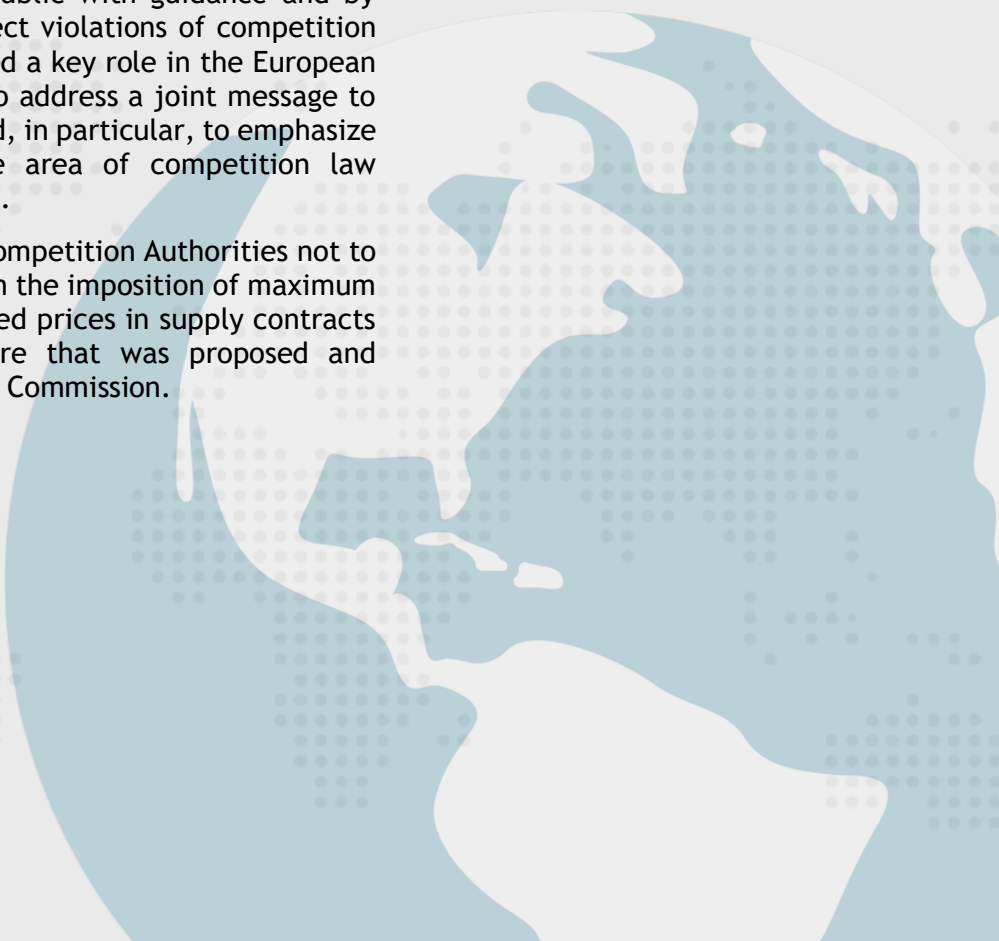 public with guidance and by
ect violations of competition
ed a key role in the European
o address a joint message to
d, in particular, to emphasize
e area of competition law
.
ompetition Authorities not to
n the imposition of maximum
ed prices in supply contracts
re that was proposed and
Commission.